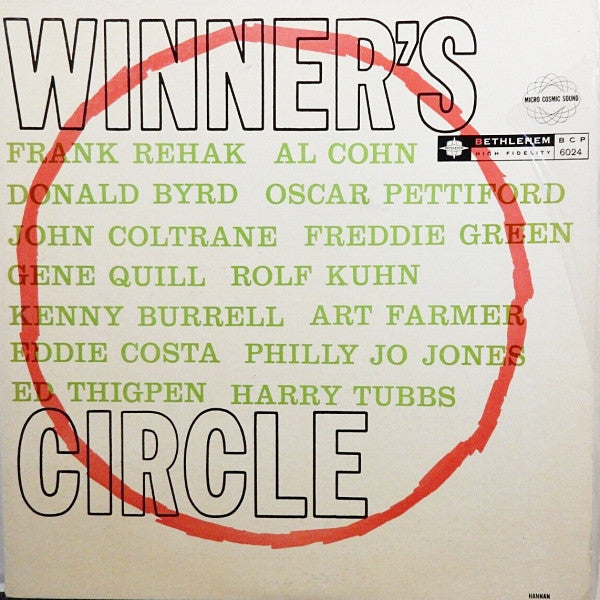 WINNER'S
MICRO COSMIC SOUND
BETHLEHEM BCP
HIGH FIDELITY 6024
FRANK REHAK AL COHN
DONALD BYRD OSCAR PETTIFORD
JOHN COLTRANE FREDDIE GREEN
GENE QUILL ROLF KUHN
KENNY BURRELL ART FARMER
EDDIE COSTA PHILLY JO JONES
ED THIGPEN HARRY TUBBS
CIRCLE
HANNAN